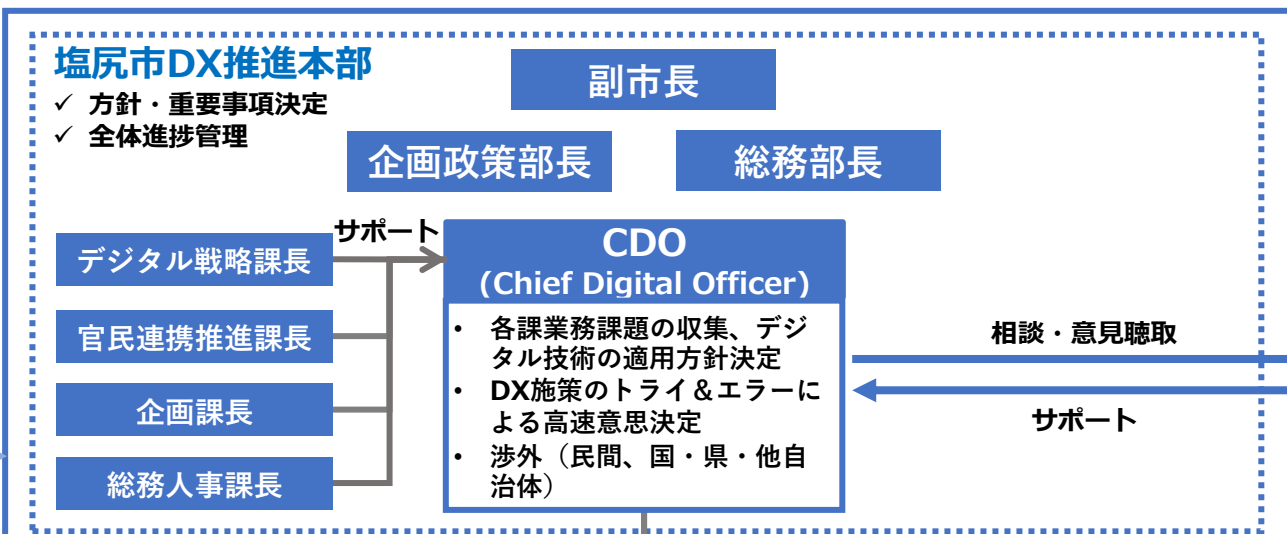 塩尻市DX推進本部
✓ 方針・重要事項決定
✓ 全体進捗管理
副市長
企画政策部長
総務部長
サポート
デジタル戦略課長
官民連携推進課長
企画課長
総務人事課長
CDO
(Chief Digital Officer)
• 各課業務課題の収集、デジ
タル技術の適用方針決定
• DX施策のトライ＆エラーに
よる高速意思決定
• 渉外（民間、国・県・他自
治体）
相談・意見聴取
サポート